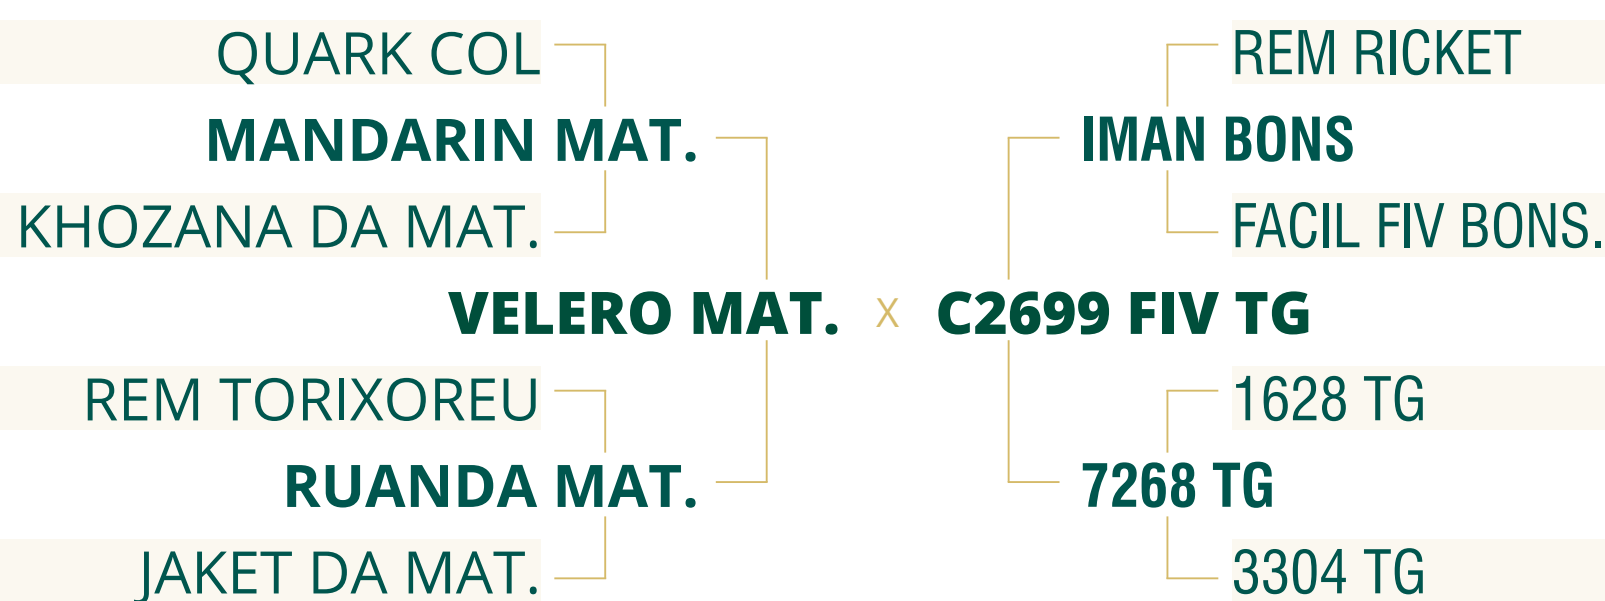 QUARK COL
REM RICKET
MANDARIN MAT.
IMAN BONS
KHOZANA DA MAT.
FACIL FIV BONS.
VELERO MAT. X C2699 FIV TG
REM TORIXOREU
1628 TG
RUANDA MAT.
7268 TG
JAKET DA MAT.
3304 TG